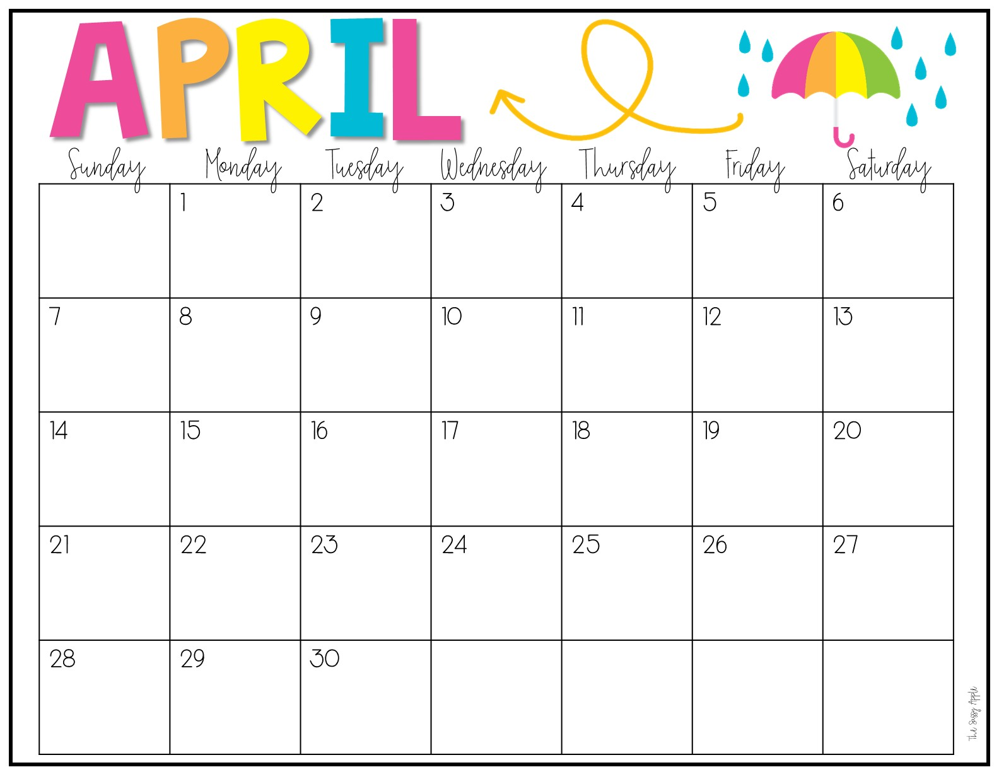 APRIL
Sunday Monday Tuesday Wednesday Thursday Friday Saturday
1 2 3 4 5 6
7 8 9 10 11 12 13
14 15 16 17 18 19 20
21 22 23 24 25 26 27
28 29 30
The Sassy Apple